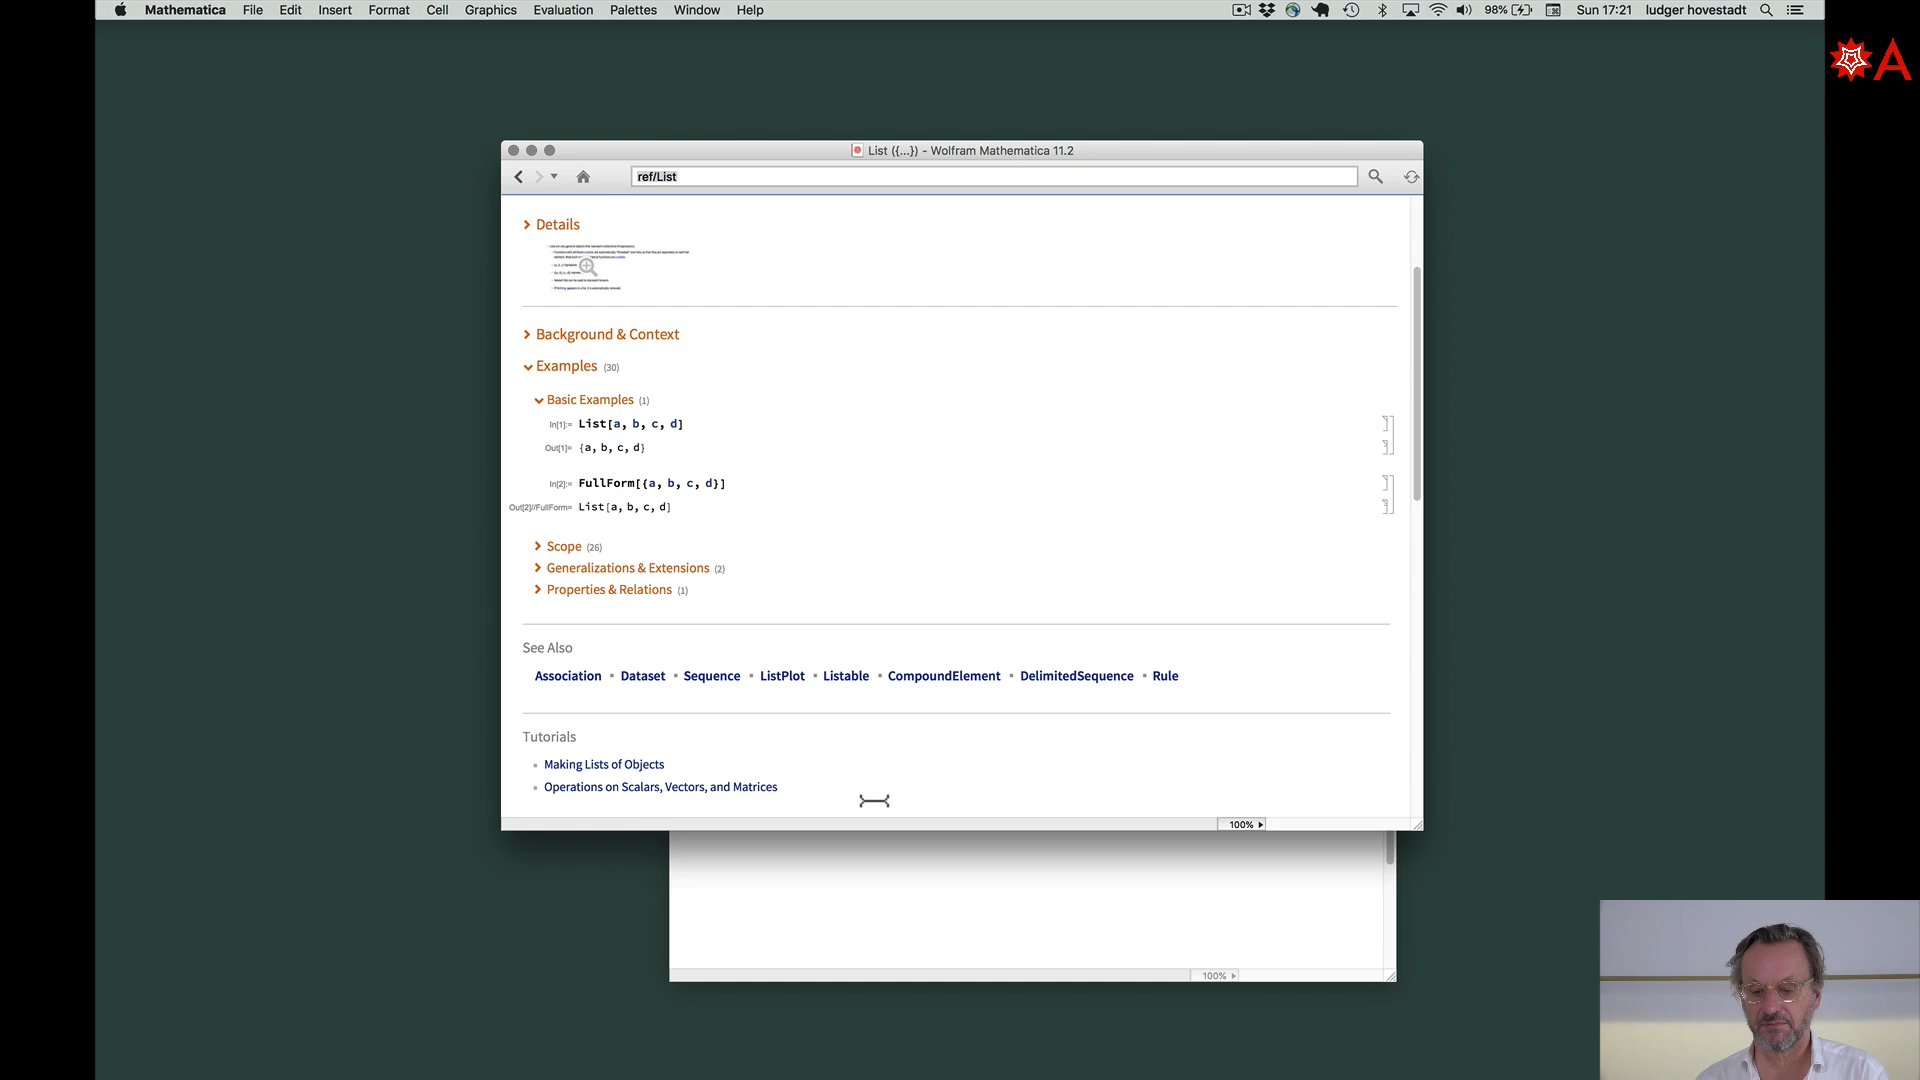 Mathematica File Edit Insert Format Cell Graphics Evaluation Palettes Window Help 98% Sun 17:21 ludger hovestadt
A
List ({...}) - Wolfram Mathematica 11.2
ref/List
Details
Background & Context
Examples (30)
Basic Examples (1)
In[1]:= List[a, b, c, d]
Out[1]= {a, b, c, d}
In[2]:= FullForm[{a, b, c, d}]
Out[2]//FullForm= List[a, b, c, d]
Scope (26)
Generalizations & Extensions (2)
Properties & Relations (1)
See Also
Association ▪ Dataset ▪ Sequence ▪ ListPlot ▪ Listable ▪ CompoundElement ▪ DelimitedSequence ▪ Rule
Tutorials
▪ Making Lists of Objects
▪ Operations on Scalars, Vectors, and Matrices
100%
100%